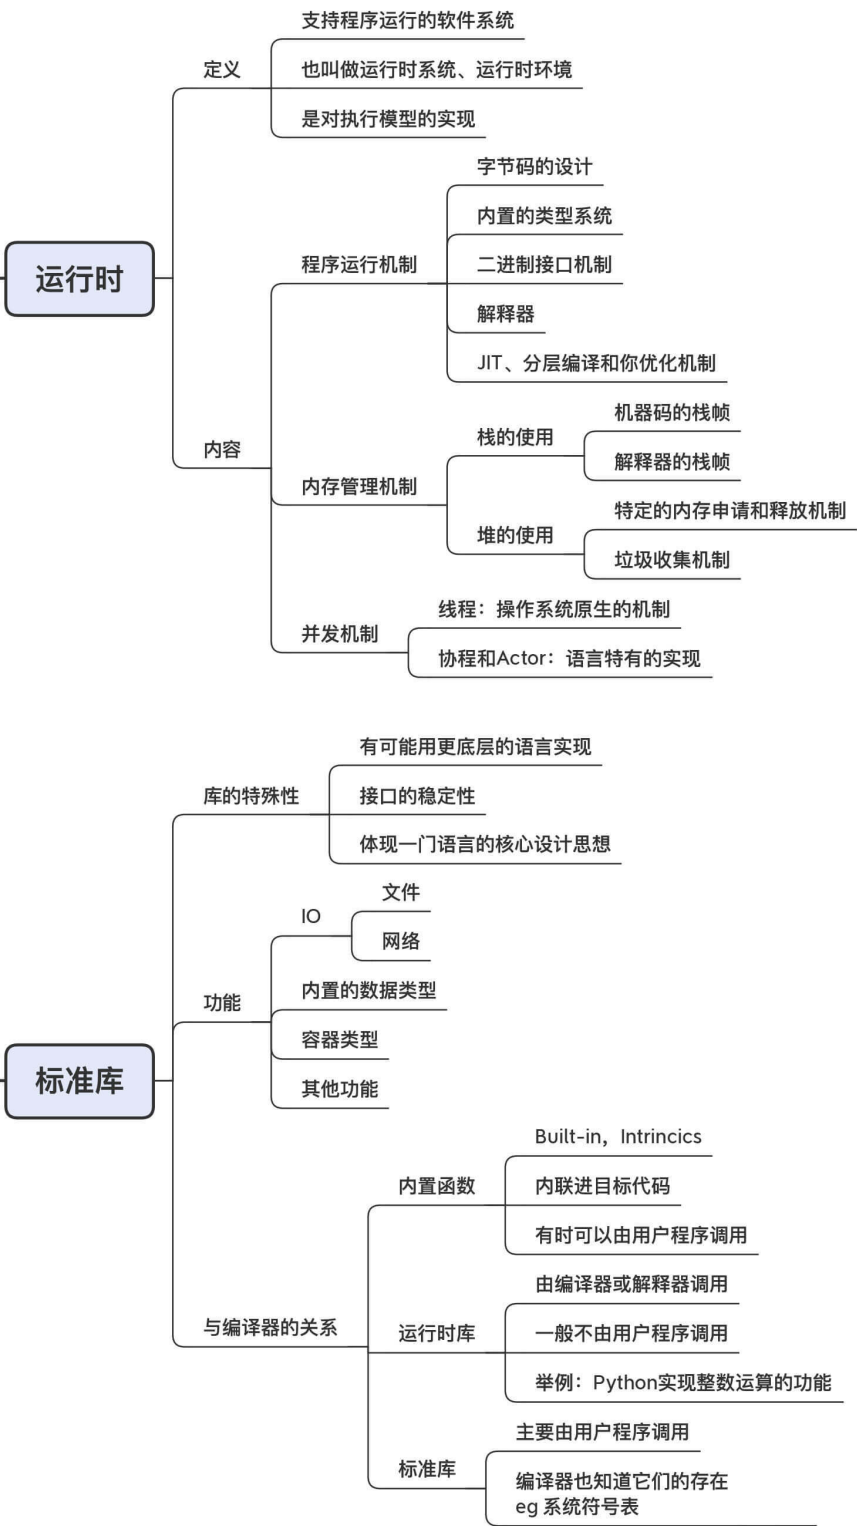 支持程序运行的软件系统
定义
也叫做运行时系统、运行时环境
是对执行模型的实现
运行时
字节码的设计
内置的类型系统
程序运行机制
二进制接口机制
解释器
JIT、分层编译和你优化机制
内容
机器码的栈帧
栈的使用
解释器的栈帧
内存管理机制
特定的内存申请和释放机制
堆的使用
垃圾收集机制
线程：操作系统原生的机制
并发机制
协程和Actor：语言特有的实现
有可能用更底层的语言实现
库的特殊性
接口的稳定性
体现一门语言的核心设计思想
文件
IO
网络
功能
内置的数据类型
容器类型
其他功能
标准库
Built-in，Intrincics
内置函数
内联进目标代码
有时可以由用户程序调用
与编译器的关系
由编译器或解释器调用
运行时库
一般不由用户程序调用
举例：Python实现整数运算的功能
主要由用户程序调用
标准库
编译器也知道它们的存在
eg 系统符号表